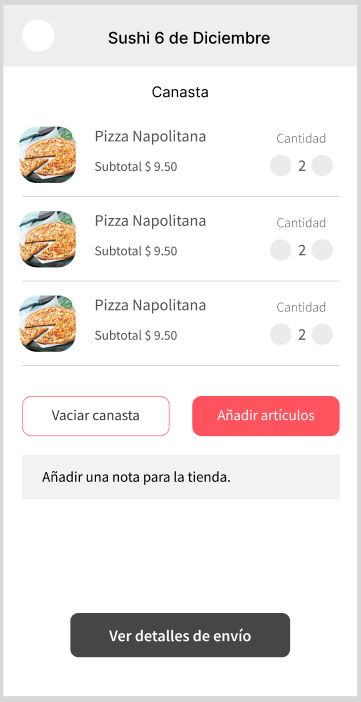 Sushi 6 de Diciembre
Canasta
Pizza Napolitana
Cantidad
Subtotal $ 9.50
2
Pizza Napolitana
Cantidad
Subtotal $ 9.50
2
Pizza Napolitana
Cantidad
Subtotal $ 9.50
2
Vaciar canasta
Añadir artículos
Añadir una nota para la tienda.
Ver detalles de envío